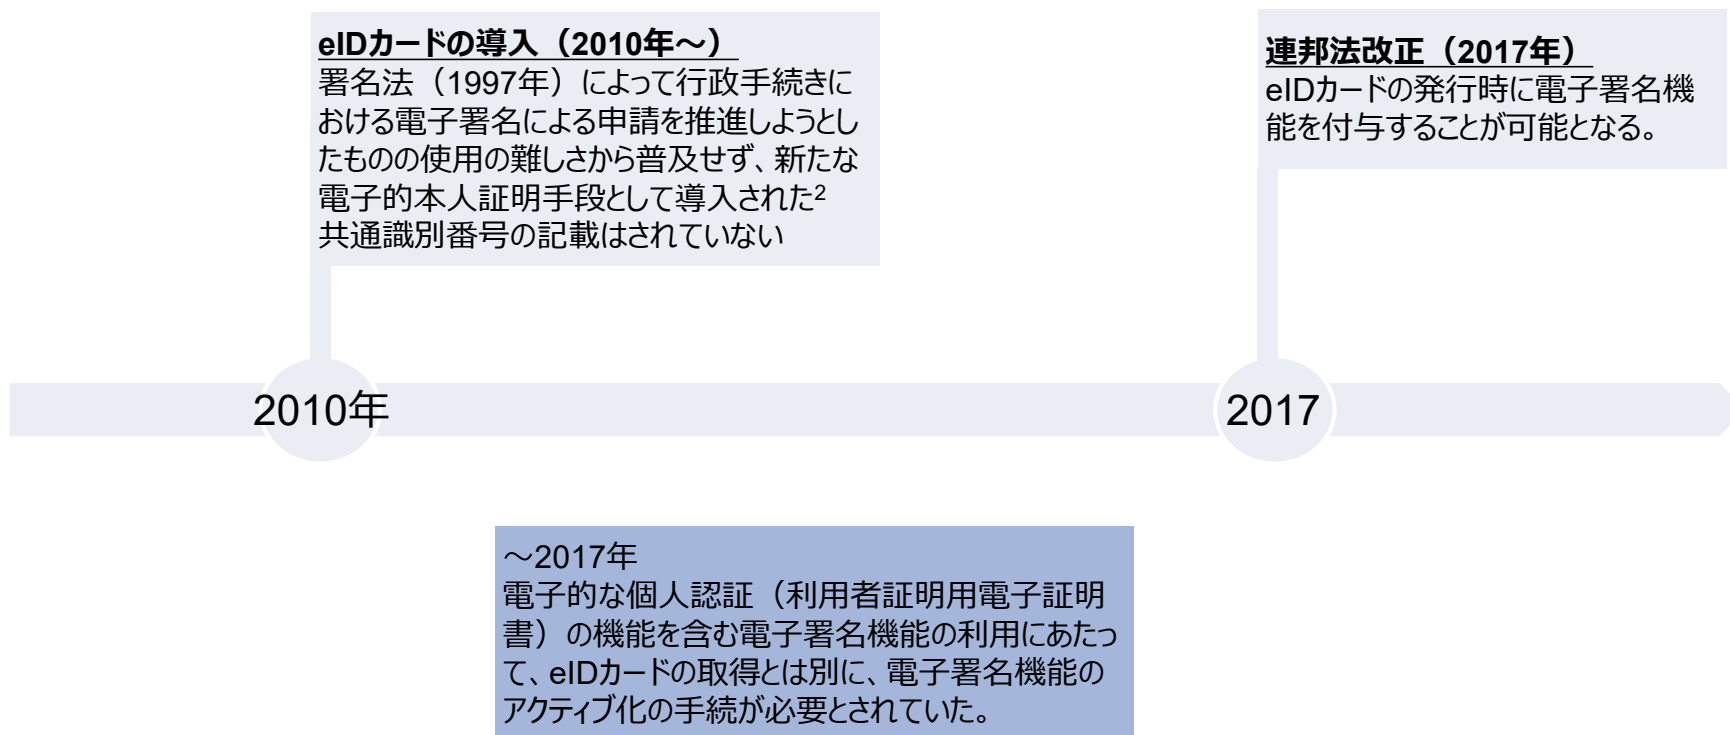 eIDカードの導入（2010年～）
署名法（1997年）によって行政手続きに
おける電子署名による申請を推進しようとし
たものの使用の難しさから普及せず、新たな
電子的本人証明手段として導入された2
共通識別番号の記載はされていない
連邦法改正（2017年）
eIDカードの発行時に電子署名機
能を付与することが可能となる。
2010年
2017
～2017年
電子的な個人認証（利用者証明用電子証明
書）の機能を含む電子署名機能の利用にあたっ
て、eIDカードの取得とは別に、電子署名機能の
アクティブ化の手続が必要とされていた。